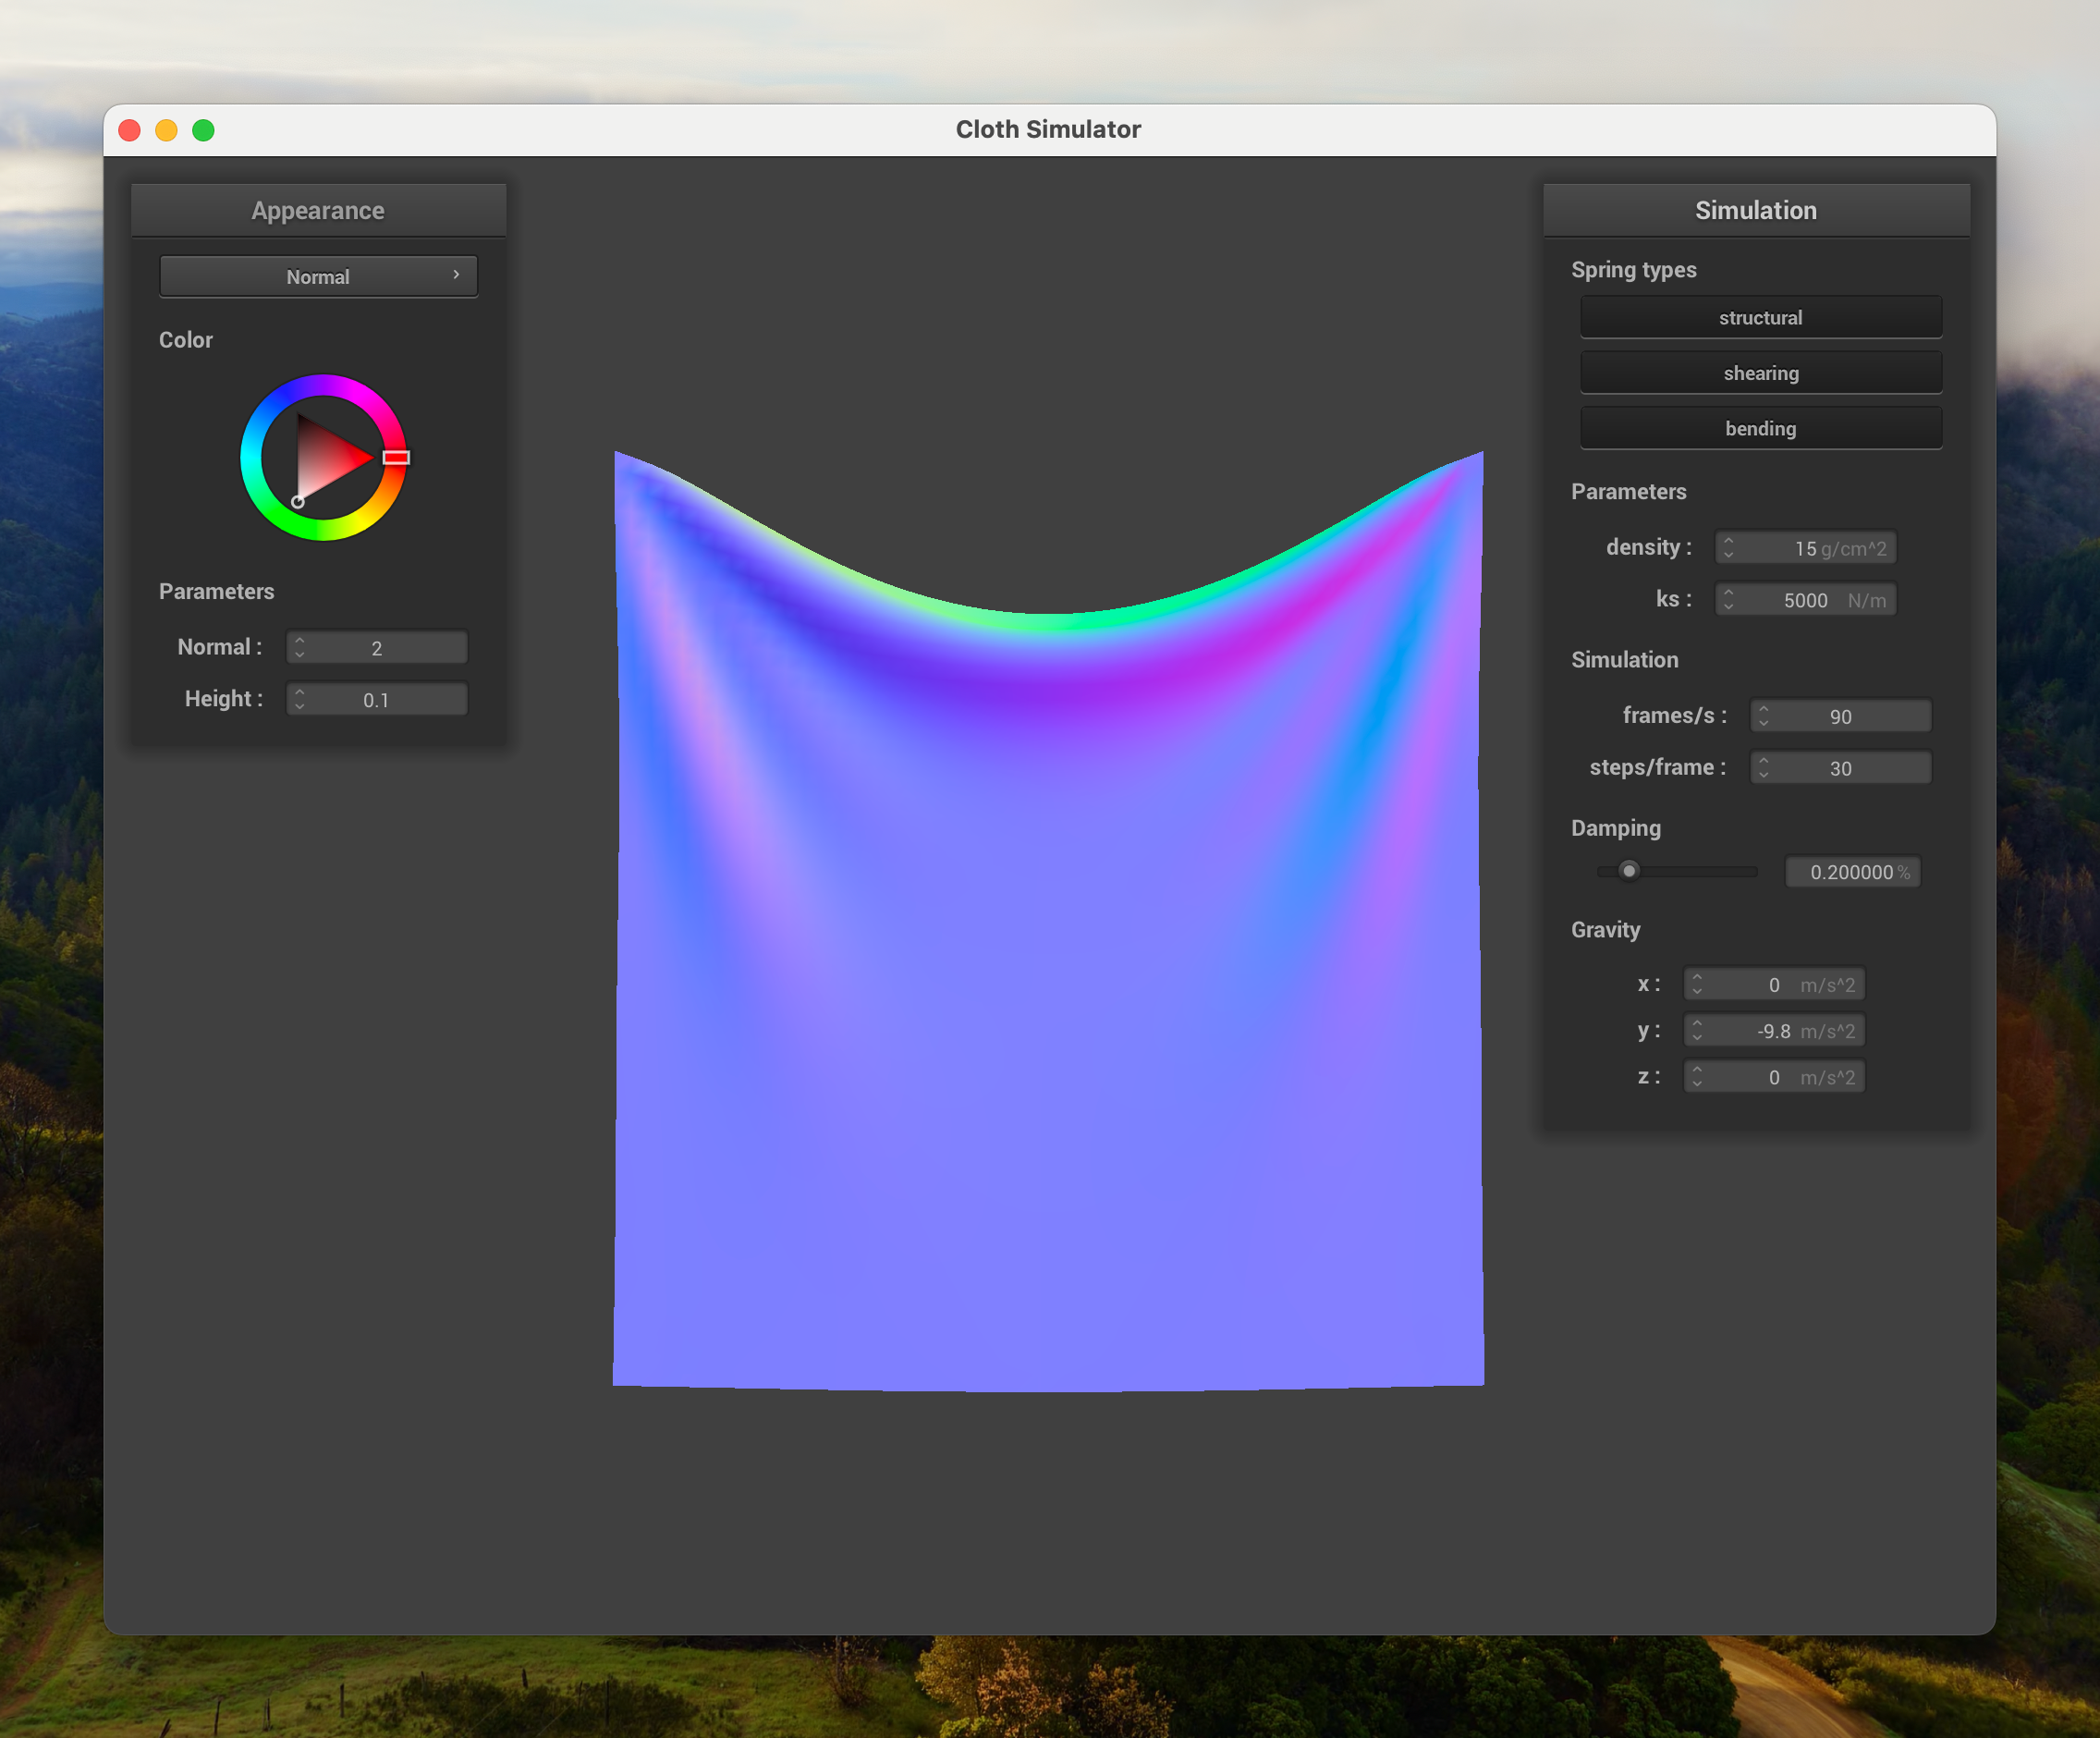 Cloth Simulator
Appearance
Normal
Color
Parameters
Normal : 2
Height : 0.1
Simulation
Spring types
structural
shearing
bending
Parameters
density : 15 g/cm^2
ks : 5000 N/m
Simulation
frames/s : 90
steps/frame : 30
Damping
0.200000 %
Gravity
x : 0 m/s^2
y : -9.8 m/s^2
z : 0 m/s^2